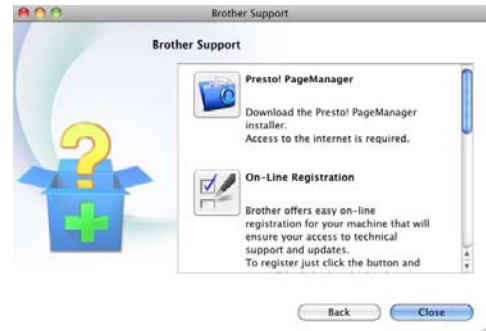 Brother Support
Brother Support
Presto! PageManager
Download the Presto! PageManager
installer.
Access to the internet is required.
On-Line Registration
Brother offers easy on-line
registration for your machine that will
ensure your access to technical
support and updates.
To register just click the button and
Back
Close